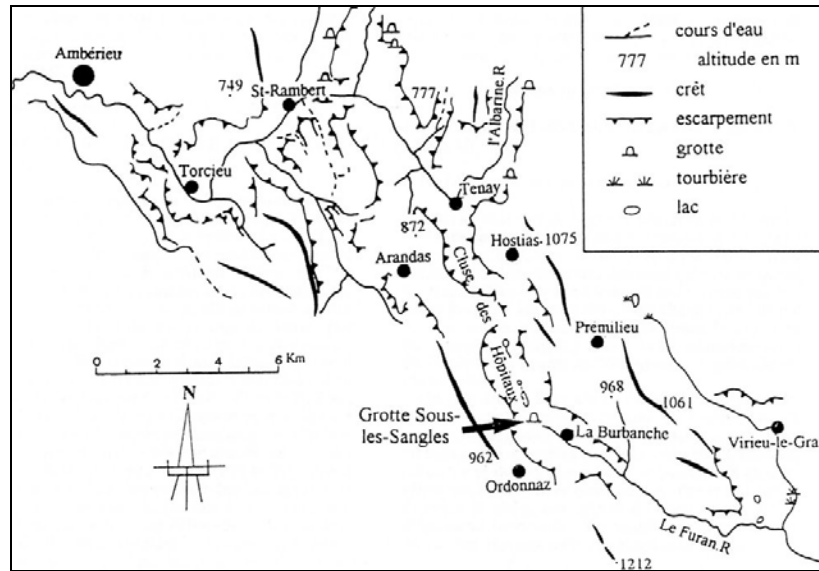 Ambérieu
749
St-Rambert
777
l'Albarine.R
Torcieu
Tenay
872
Hostias
1075
Arandas
Cluse des Hôpitaux
Prémilieu
0 2 4 6 Km
N
968
1061
Grotte Sous-
les-Sangles
La Burbanche
Virieu-le-Gra
962
Ordonnaz
Le Furan.R
1212
cours d'eau
777 altitude en m
crêt
escarpement
grotte
tourbière
lac